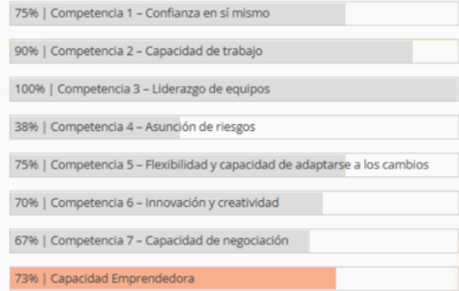 75% | Competencia 1 – Confianza en sí mismo
90% | Competencia 2 – Capacidad de trabajo
100% | Competencia 3 – Liderazgo de equipos
38% | Competencia 4 – Asunción de riesgos
75% | Competencia 5 – Flexibilidad y capacidad de adaptarse a los cambios
70% | Competencia 6 – Innovación y creatividad
67% | Competencia 7 – Capacidad de negociación
73% | Capacidad Emprendedora